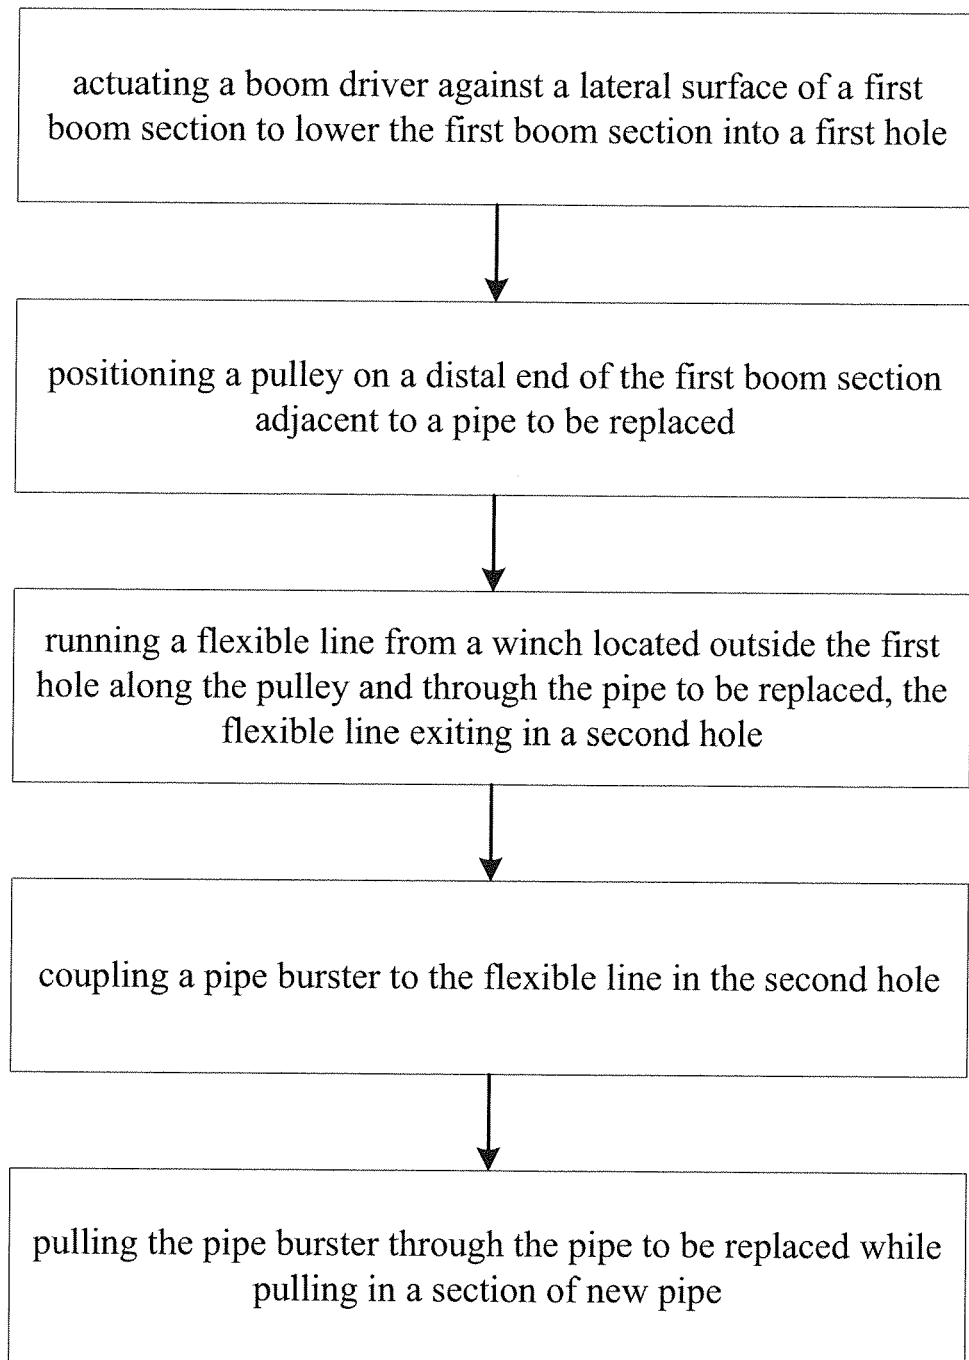 actuating a boom driver against a lateral surface of a first
boom section to lower the first boom section into a first hole
positioning a pulley on a distal end of the first boom section
adjacent to a pipe to be replaced
running a flexible line from a winch located outside the first
hole along the pulley and through the pipe to be replaced, the
flexible line exiting in a second hole
coupling a pipe burster to the flexible line in the second hole
pulling the pipe burster through the pipe to be replaced while
pulling in a section of new pipe